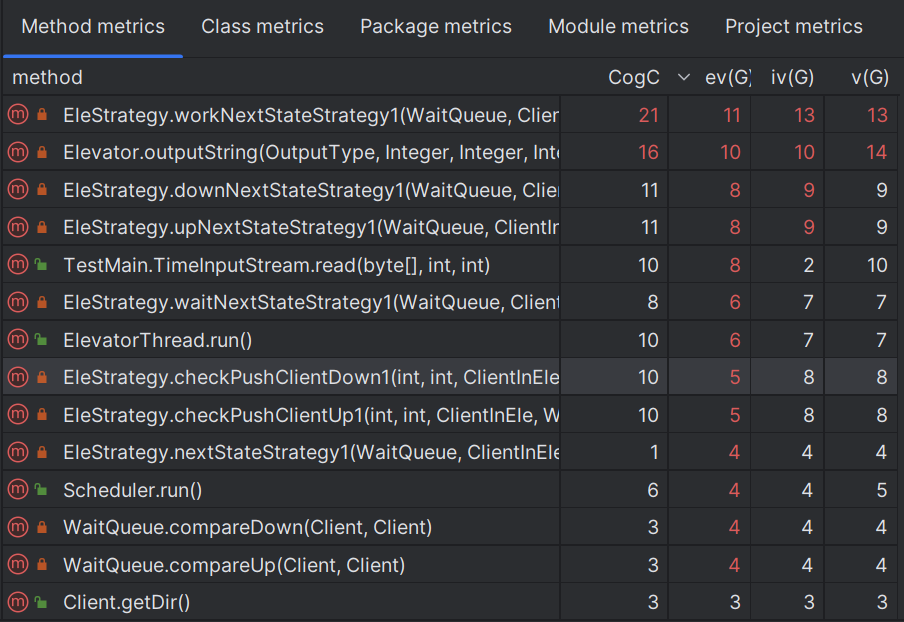 Method metrics Class metrics Package metrics Module metrics Project metrics
method CogC ev(G) iv(G) v(G)
m EleStrategy.workNextStateStrategy1(WaitQueue, Clier 21 11 13 13
m Elevator.outputString(OutputType, Integer, Integer, Inte 16 10 10 14
m EleStrategy.downNextStateStrategy1(WaitQueue, Clie 11 8 9 9
m EleStrategy.upNextStateStrategy1(WaitQueue, ClientIr 11 8 9 9
m TestMain.TimeInputStream.read(byte[], int, int) 10 8 2 10
m EleStrategy.waitNextStateStrategy1(WaitQueue, Client 8 6 7 7
m ElevatorThread.run() 10 6 7 7
m EleStrategy.checkPushClientDown1(int, int, ClientInEle 10 5 8 8
m EleStrategy.checkPushClientUp1(int, int, ClientInEle, W 10 5 8 8
m EleStrategy.nextStateStrategy1(WaitQueue, ClientInEle 1 4 4 4
m Scheduler.run() 6 4 4 5
m WaitQueue.compareDown(Client, Client) 3 4 4 4
m WaitQueue.compareUp(Client, Client) 3 4 4 4
m Client.getDir() 3 3 3 3